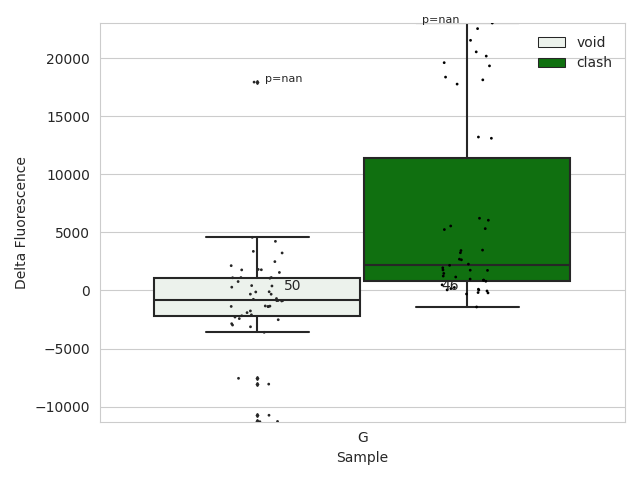 p=nan
void
clash
20000
p=nan
15000
10000
5000
0
50
46
−5000
−10000
Delta Fluorescence
G
Sample